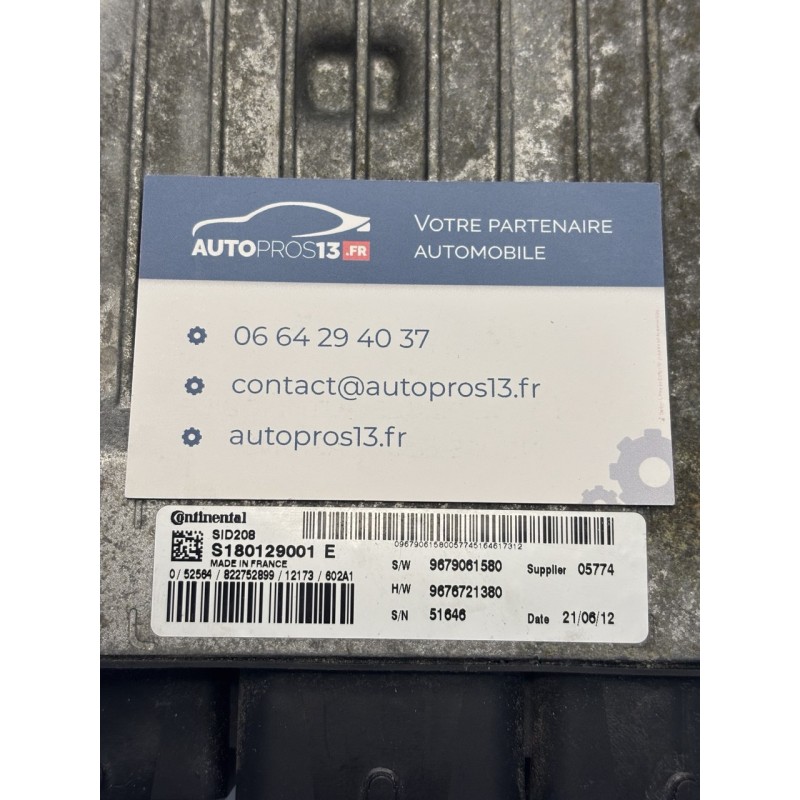 AUTOPROS13.FR
VOTRE PARTENAIRE
AUTOMOBILE
06 64 29 40 37
contact@autopros13.fr
autopros13.fr
Continental
SID208
S180129001 E
MADE IN FRANCE
0 / 52564 / 822752899 / 12173 / 602A1
09679061580057745164617312
S/W 9679061580 Supplier 05774
H/W 9676721380
S/N 51646 Date 21/06/12